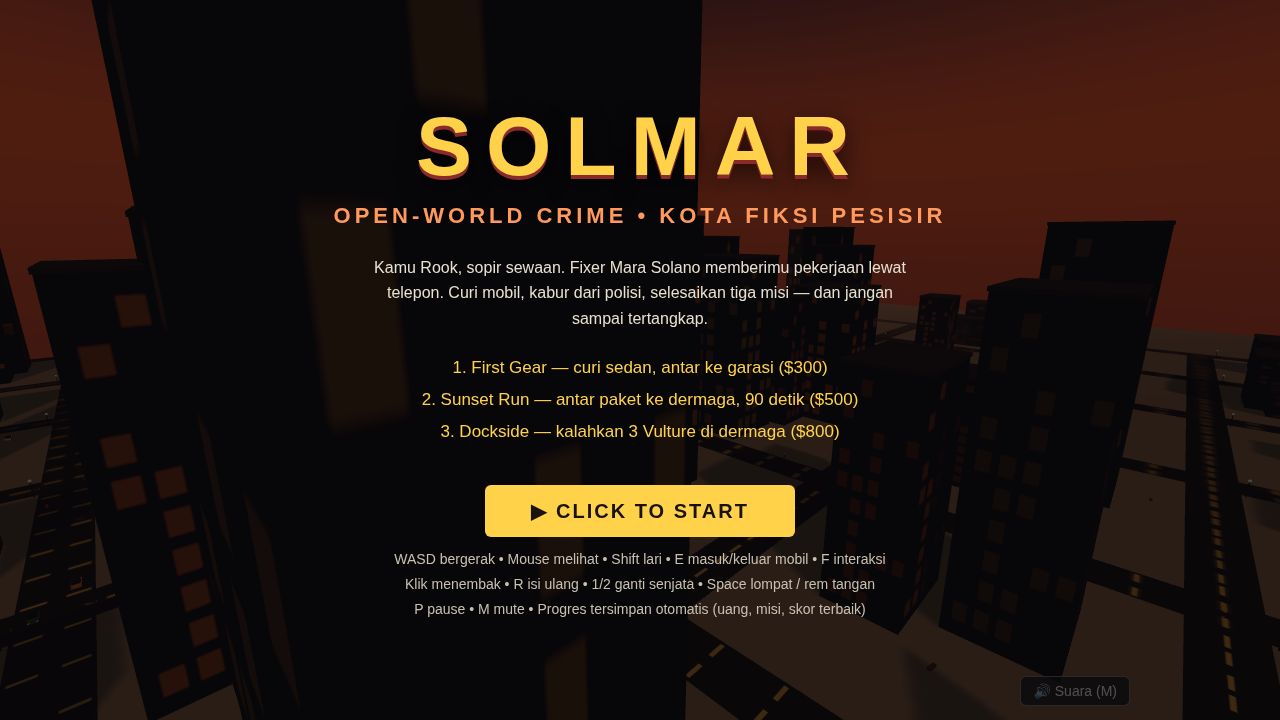 SOLMAR
OPEN-WORLD CRIME • KOTA FIKSI PESISIR
Kamu Rook, sopir sewaan. Fixer Mara Solano memberimu pekerjaan lewat
telepon. Curi mobil, kabur dari polisi, selesaikan tiga misi — dan jangan
sampai tertangkap.
1. First Gear — curi sedan, antar ke garasi ($300)
2. Sunset Run — antar paket ke dermaga, 90 detik ($500)
3. Dockside — kalahkan 3 Vulture di dermaga ($800)
▶ CLICK TO START
WASD bergerak • Mouse melihat • Shift lari • E masuk/keluar mobil • F interaksi
Klik menembak • R isi ulang • 1/2 ganti senjata • Space lompat / rem tangan
P pause • M mute • Progres tersimpan otomatis (uang, misi, skor terbaik)
🔊 Suara (M)